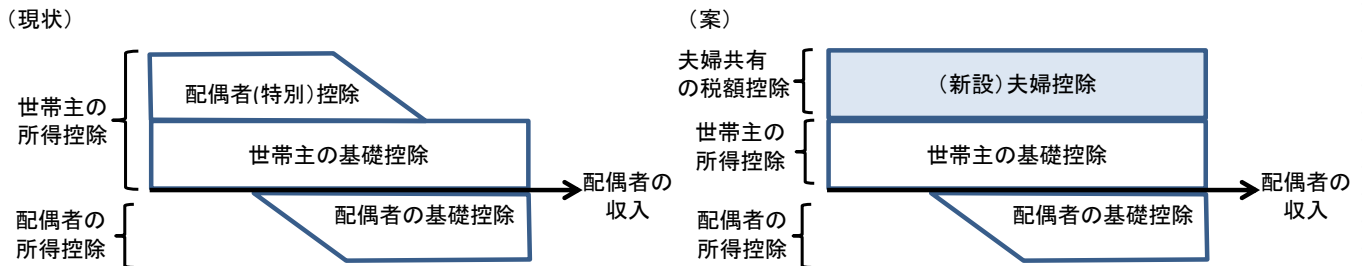 （現状）
配偶者(特別)控除
世帯主の
所得控除
世帯主の基礎控除
配偶者の
収入
配偶者の基礎控除
配偶者の
所得控除
（案）
夫婦共有
の税額控除
（新設）夫婦控除
世帯主の
所得控除
世帯主の基礎控除
配偶者の
収入
配偶者の基礎控除
配偶者の
所得控除